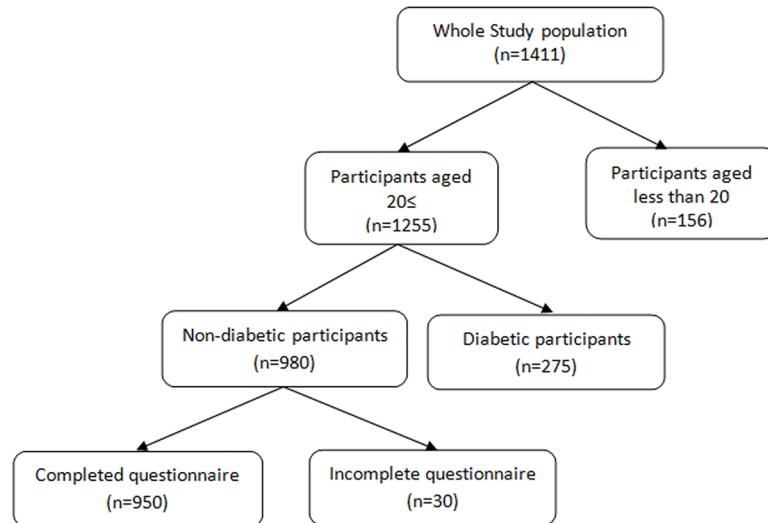 Whole Study population
(n=1411)
Participants aged
20≤
(n=1255)
Participants aged
less than 20
(n=156)
Non-diabetic participants
(n=980)
Diabetic participants
(n=275)
Completed questionnaire
(n=950)
Incomplete questionnaire
(n=30)